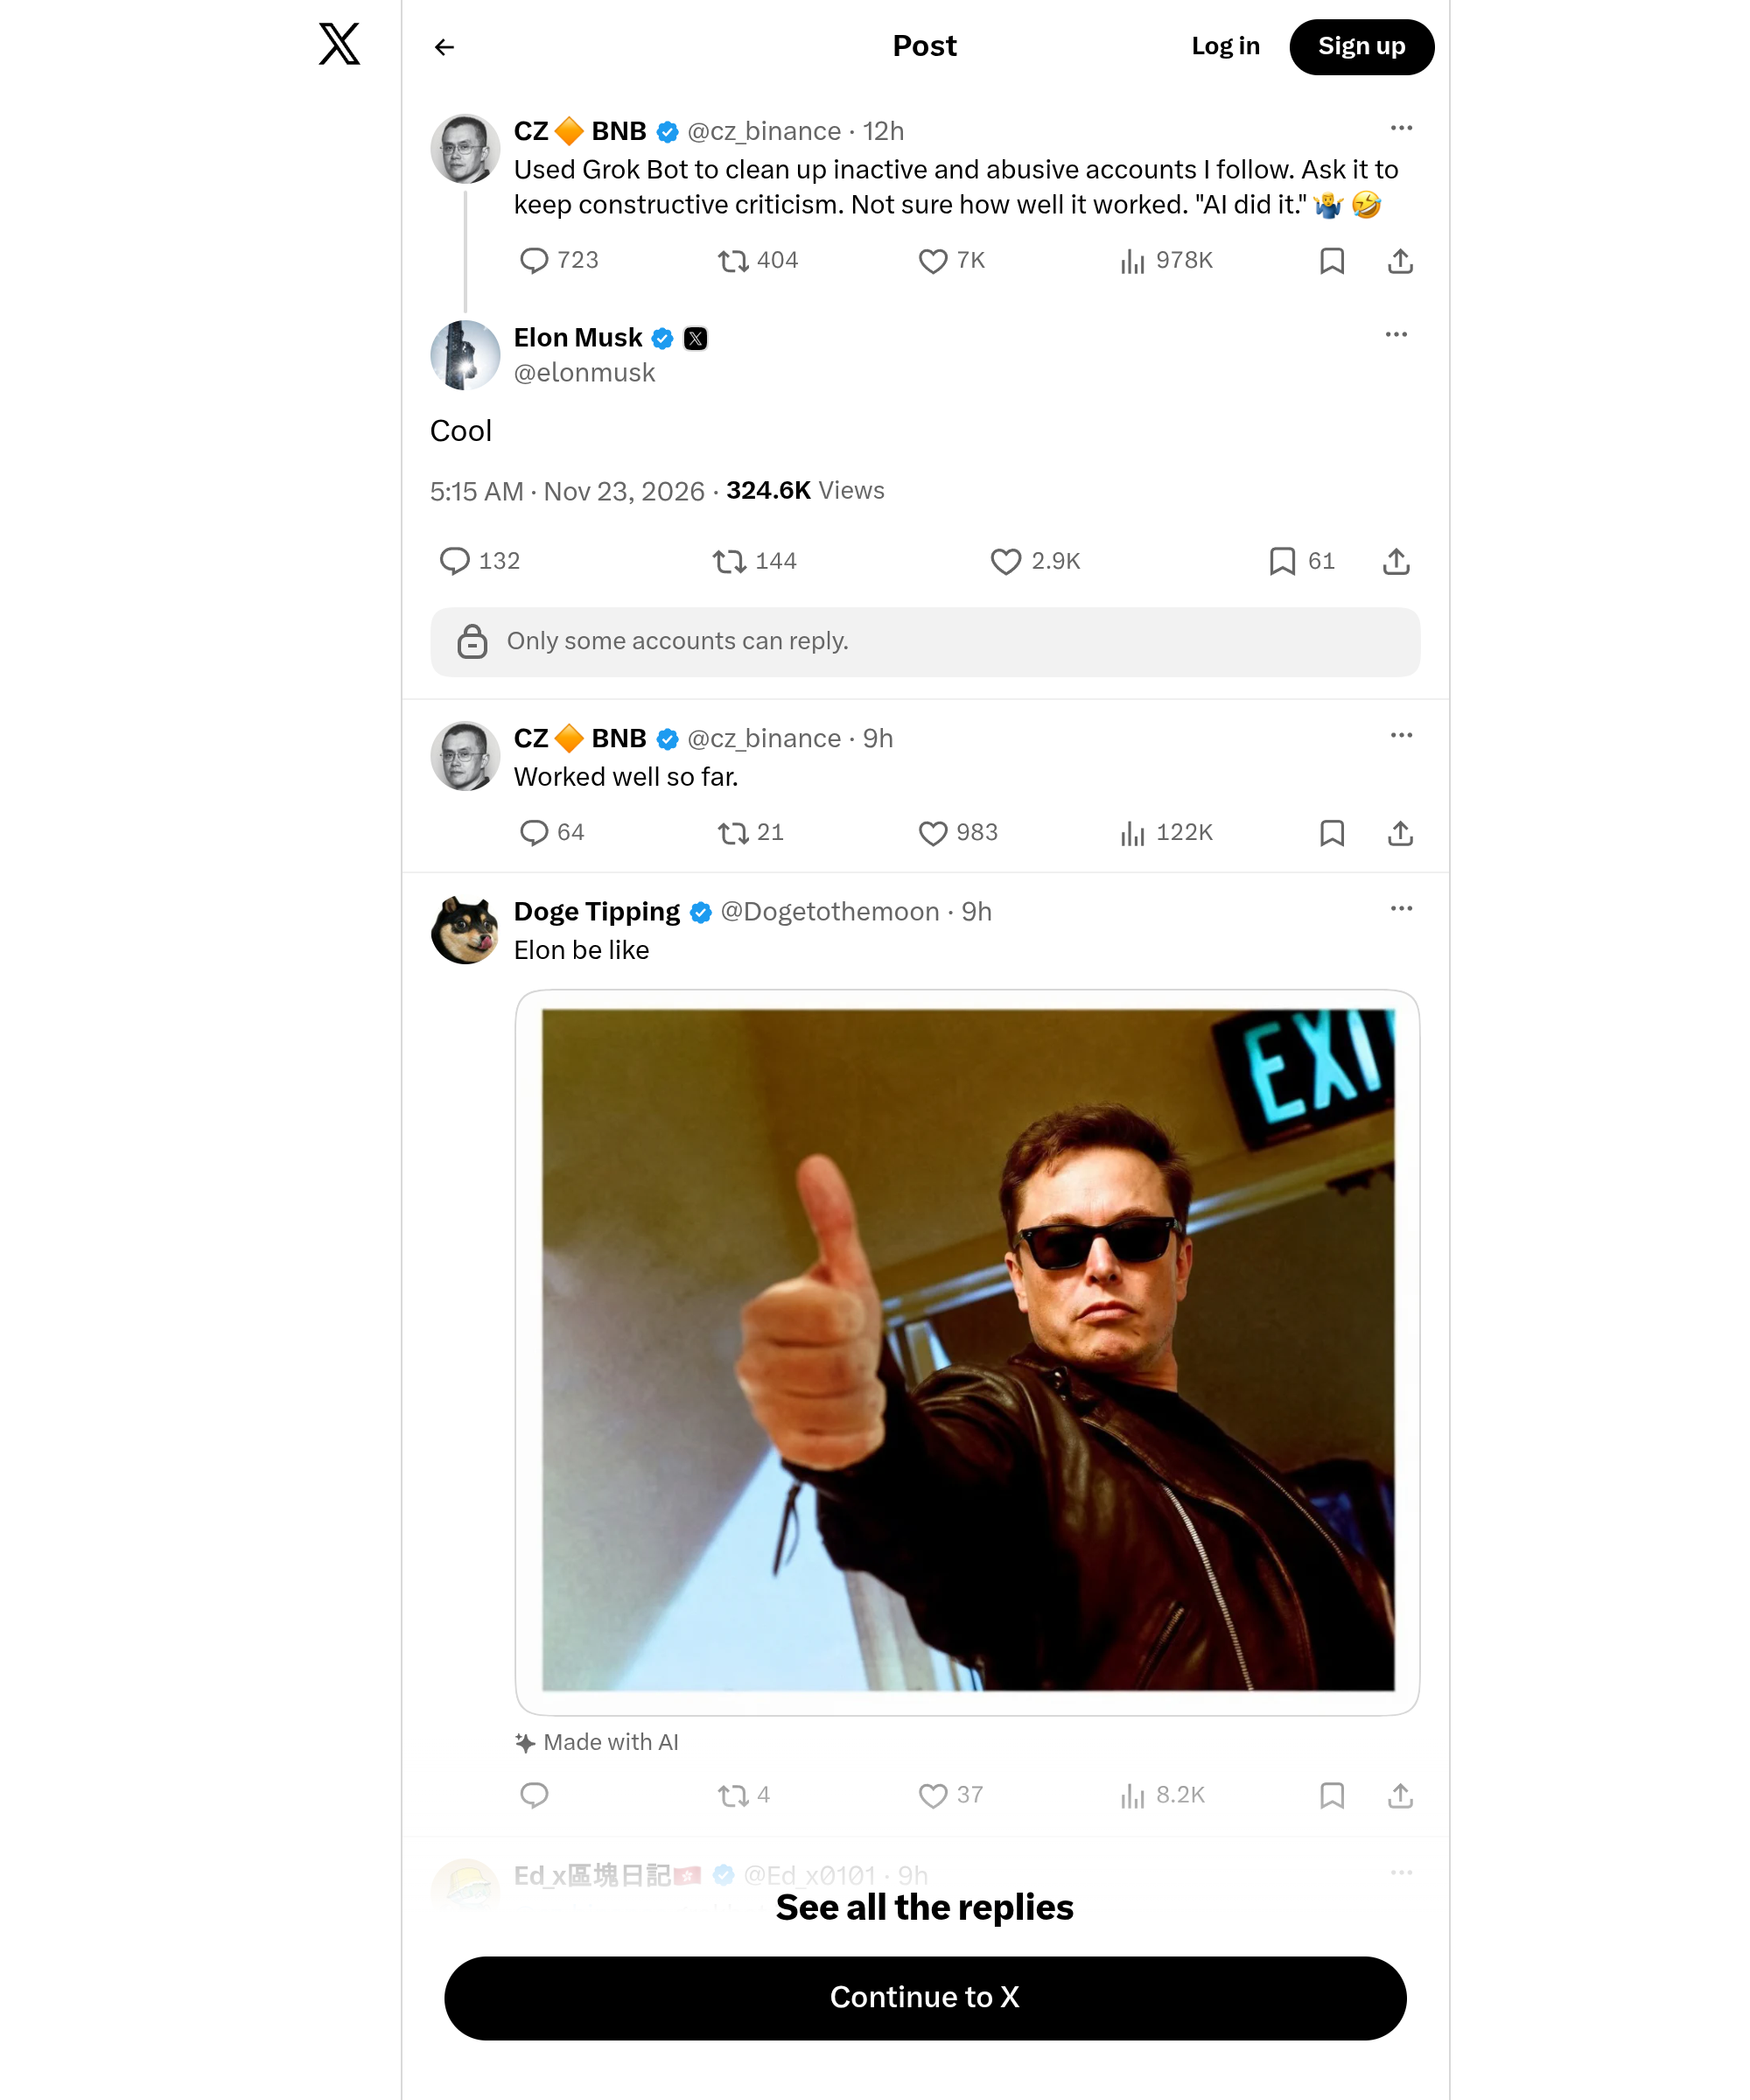 Post
Log in
Sign up
CZ🔶 BNB @cz_binance · 12h
Used Grok Bot to clean up inactive and abusive accounts I follow. Ask it to
keep constructive criticism. Not sure how well it worked. "AI did it." 🤷‍♂️ 🤣
723 404 7K 978K
Elon Musk
@elonmusk
Cool
5:15 AM · Nov 23, 2026 · 324.6K Views
132 144 2.9K 61
Only some accounts can reply.
CZ🔶 BNB @cz_binance · 9h
Worked well so far.
64 21 983 122K
Doge Tipping @Dogetothemoon · 9h
Elon be like
EXI
Made with AI
4 37 8.2K
Ed_x區塊日記🇭🇰 @Ed_x0101 · 9h
See all the replies
Continue to X